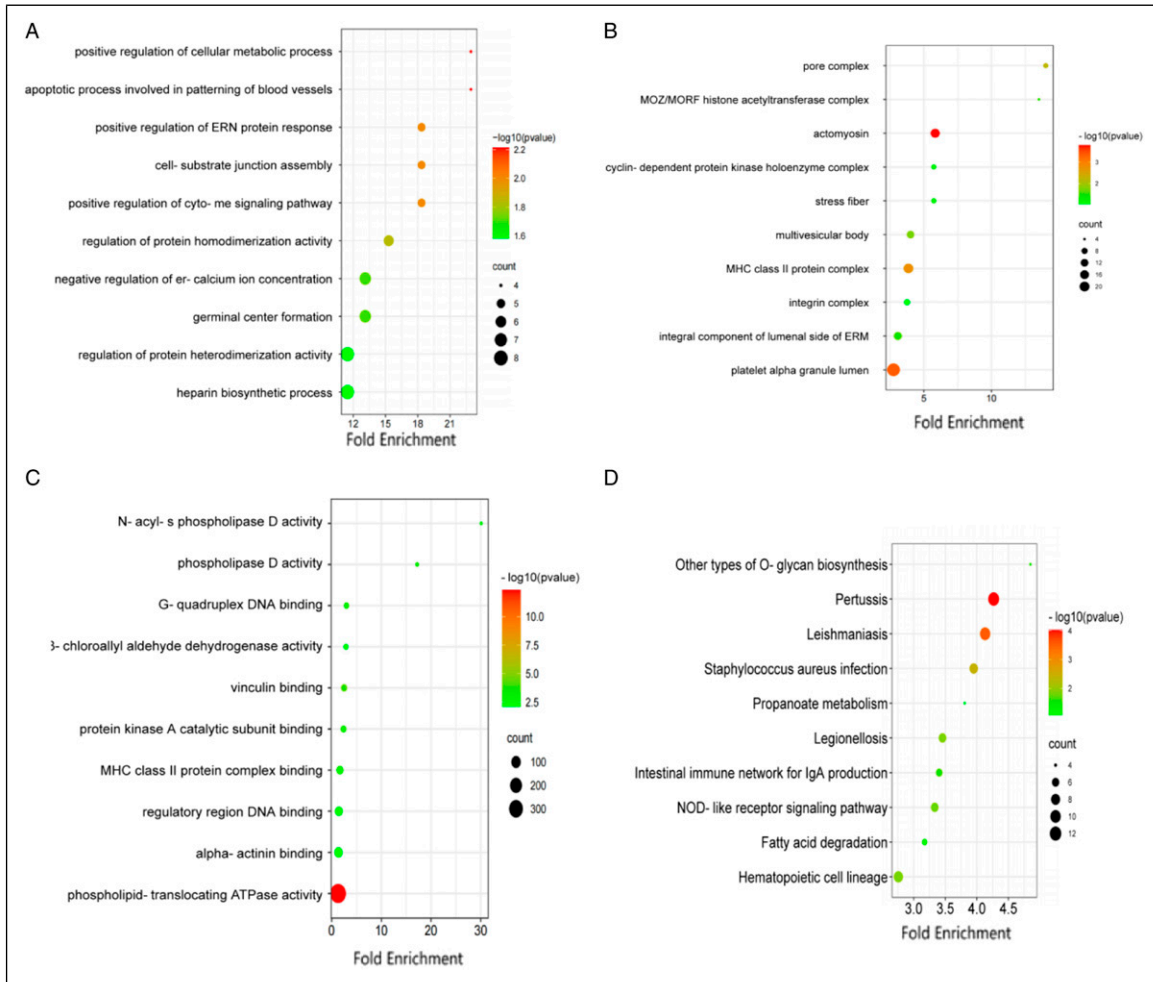 A
positive regulation of cellular metabolic process
apoptotic process involved in patterning of blood vessels
positive regulation of ERN protein response
cell- substrate junction assembly
positive regulation of cyto- me signaling pathway
regulation of protein homodimerization activity
negative regulation of er- calcium ion concentration
germinal center formation
regulation of protein heterodimerization activity
heparin biosynthetic process
12 15 18 21
Fold Enrichment
−log10(pvalue)
2.2
2.0
1.8
1.6
count
4
5
6
7
8
B
pore complex
MOZ/MORF histone acetyltransferase complex
actomyosin
cyclin- dependent protein kinase holoenzyme complex
stress fiber
multivesicular body
MHC class II protein complex
integrin complex
integral component of lumenal side of ERM
platelet alpha granule lumen
5 10
Fold Enrichment
- log10(pvalue)
3
2
count
4
8
12
16
20
C
N- acyl- s phospholipase D activity
phospholipase D activity
G- quadruplex DNA binding
3- chloroallyl aldehyde dehydrogenase activity
vinculin binding
protein kinase A catalytic subunit binding
MHC class II protein complex binding
regulatory region DNA binding
alpha- actinin binding
phospholipid- translocating ATPase activity
0 10 20 30
Fold Enrichment
- log10(pvalue)
10.0
7.5
5.0
2.5
count
100
200
300
D
Other types of O- glycan biosynthesis
Pertussis
Leishmaniasis
Staphylococcus aureus infection
Propanoate metabolism
Legionellosis
Intestinal immune network for IgA production
NOD- like receptor signaling pathway
Fatty acid degradation
Hematopoietic cell lineage
3.0 3.5 4.0 4.5
Fold Enrichment
- log10(pvalue)
4
3
2
count
4
6
8
10
12